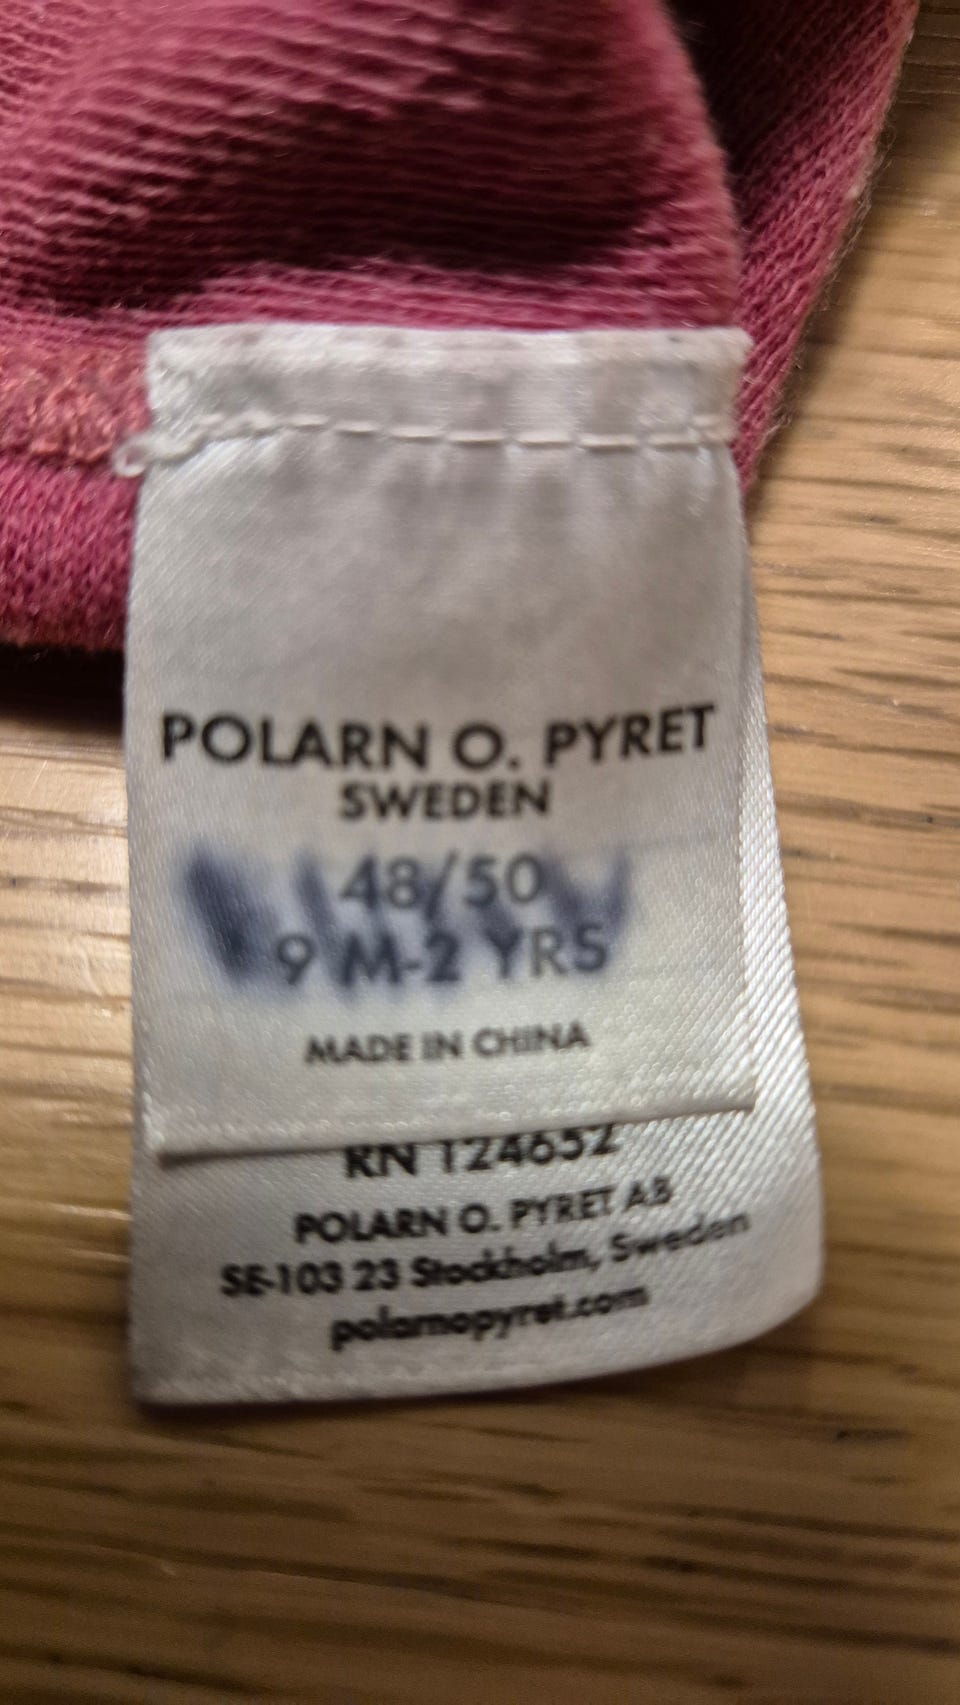 POLARN O. PYRET
SWEDEN
48/50
9 M-2 YRS
MADE IN CHINA
RN 124652
POLARN O. PYRET AB
SE-103 23 Stockholm, Sweden
polarnopyret.com